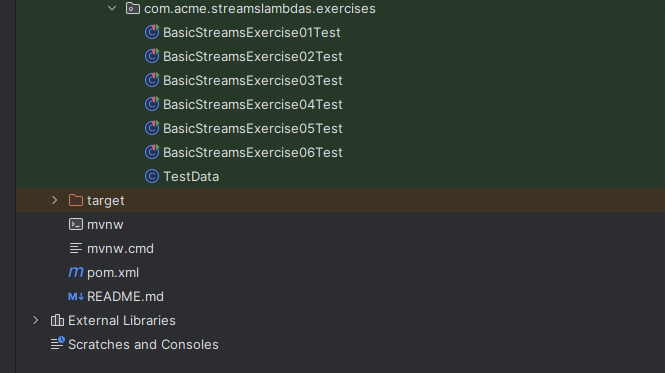 com.acme.streamslambdas.exercises
BasicStreamsExercise01Test
BasicStreamsExercise02Test
BasicStreamsExercise03Test
BasicStreamsExercise04Test
BasicStreamsExercise05Test
BasicStreamsExercise06Test
TestData
target
mvnw
mvnw.cmd
pom.xml
README.md
External Libraries
Scratches and Consoles